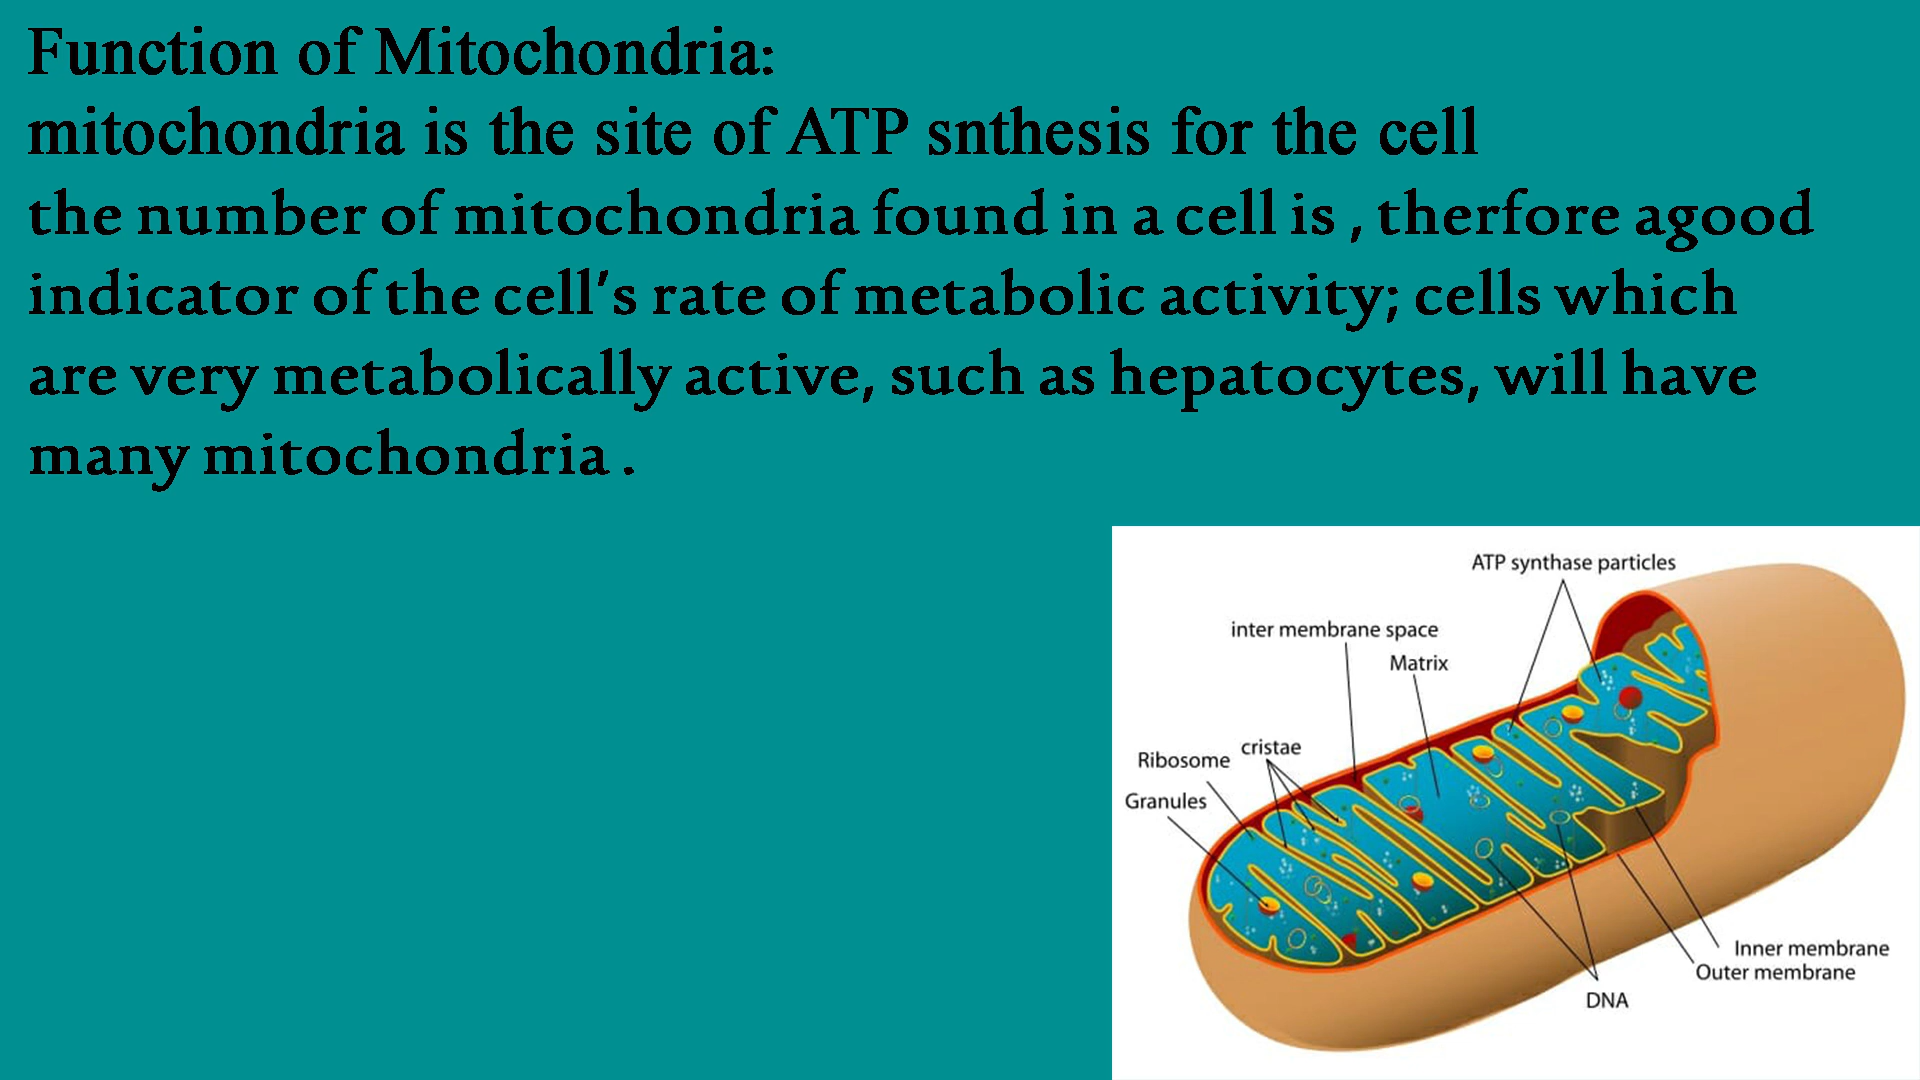 Function of Mitochondria:
mitochondria is the site of ATP snthesis for the cell
the number of mitochondria found in a cell is , therfore agood
indicator of the cell's rate of metabolic activity; cells which
are very metabolically active, such as hepatocytes, will have
many mitochondria .
ATP synthase particles
inter membrane space
Matrix
cristae
Ribosome
Granules
Inner membrane
Outer membrane
DNA